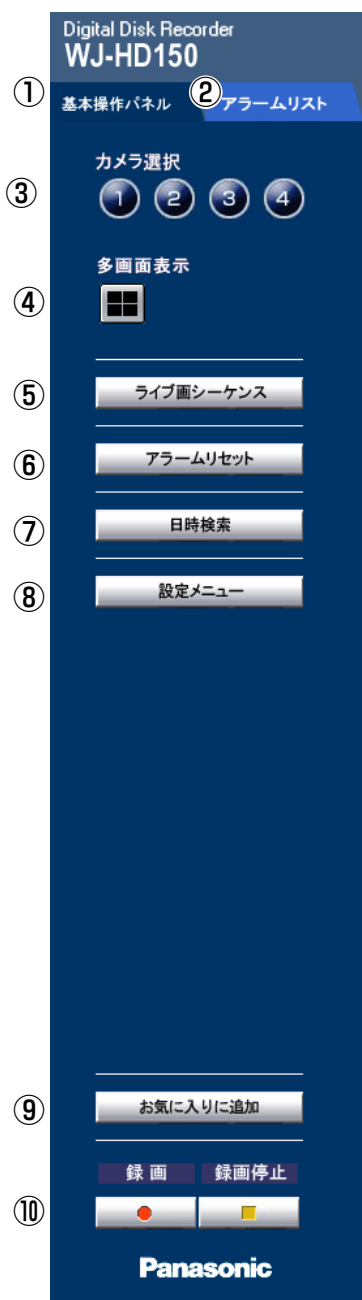 Digital Disk Recorder
WJ-HD150
① 基本操作パネル ② アラームリスト
カメラ選択
③ 1 2 3 4
多画面表示
④
⑤ ライブ画シーケンス
⑥ アラームリセット
⑦ 日時検索
⑧ 設定メニュー
⑨ お気に入りに追加
録画 録画停止
⑩
Panasonic